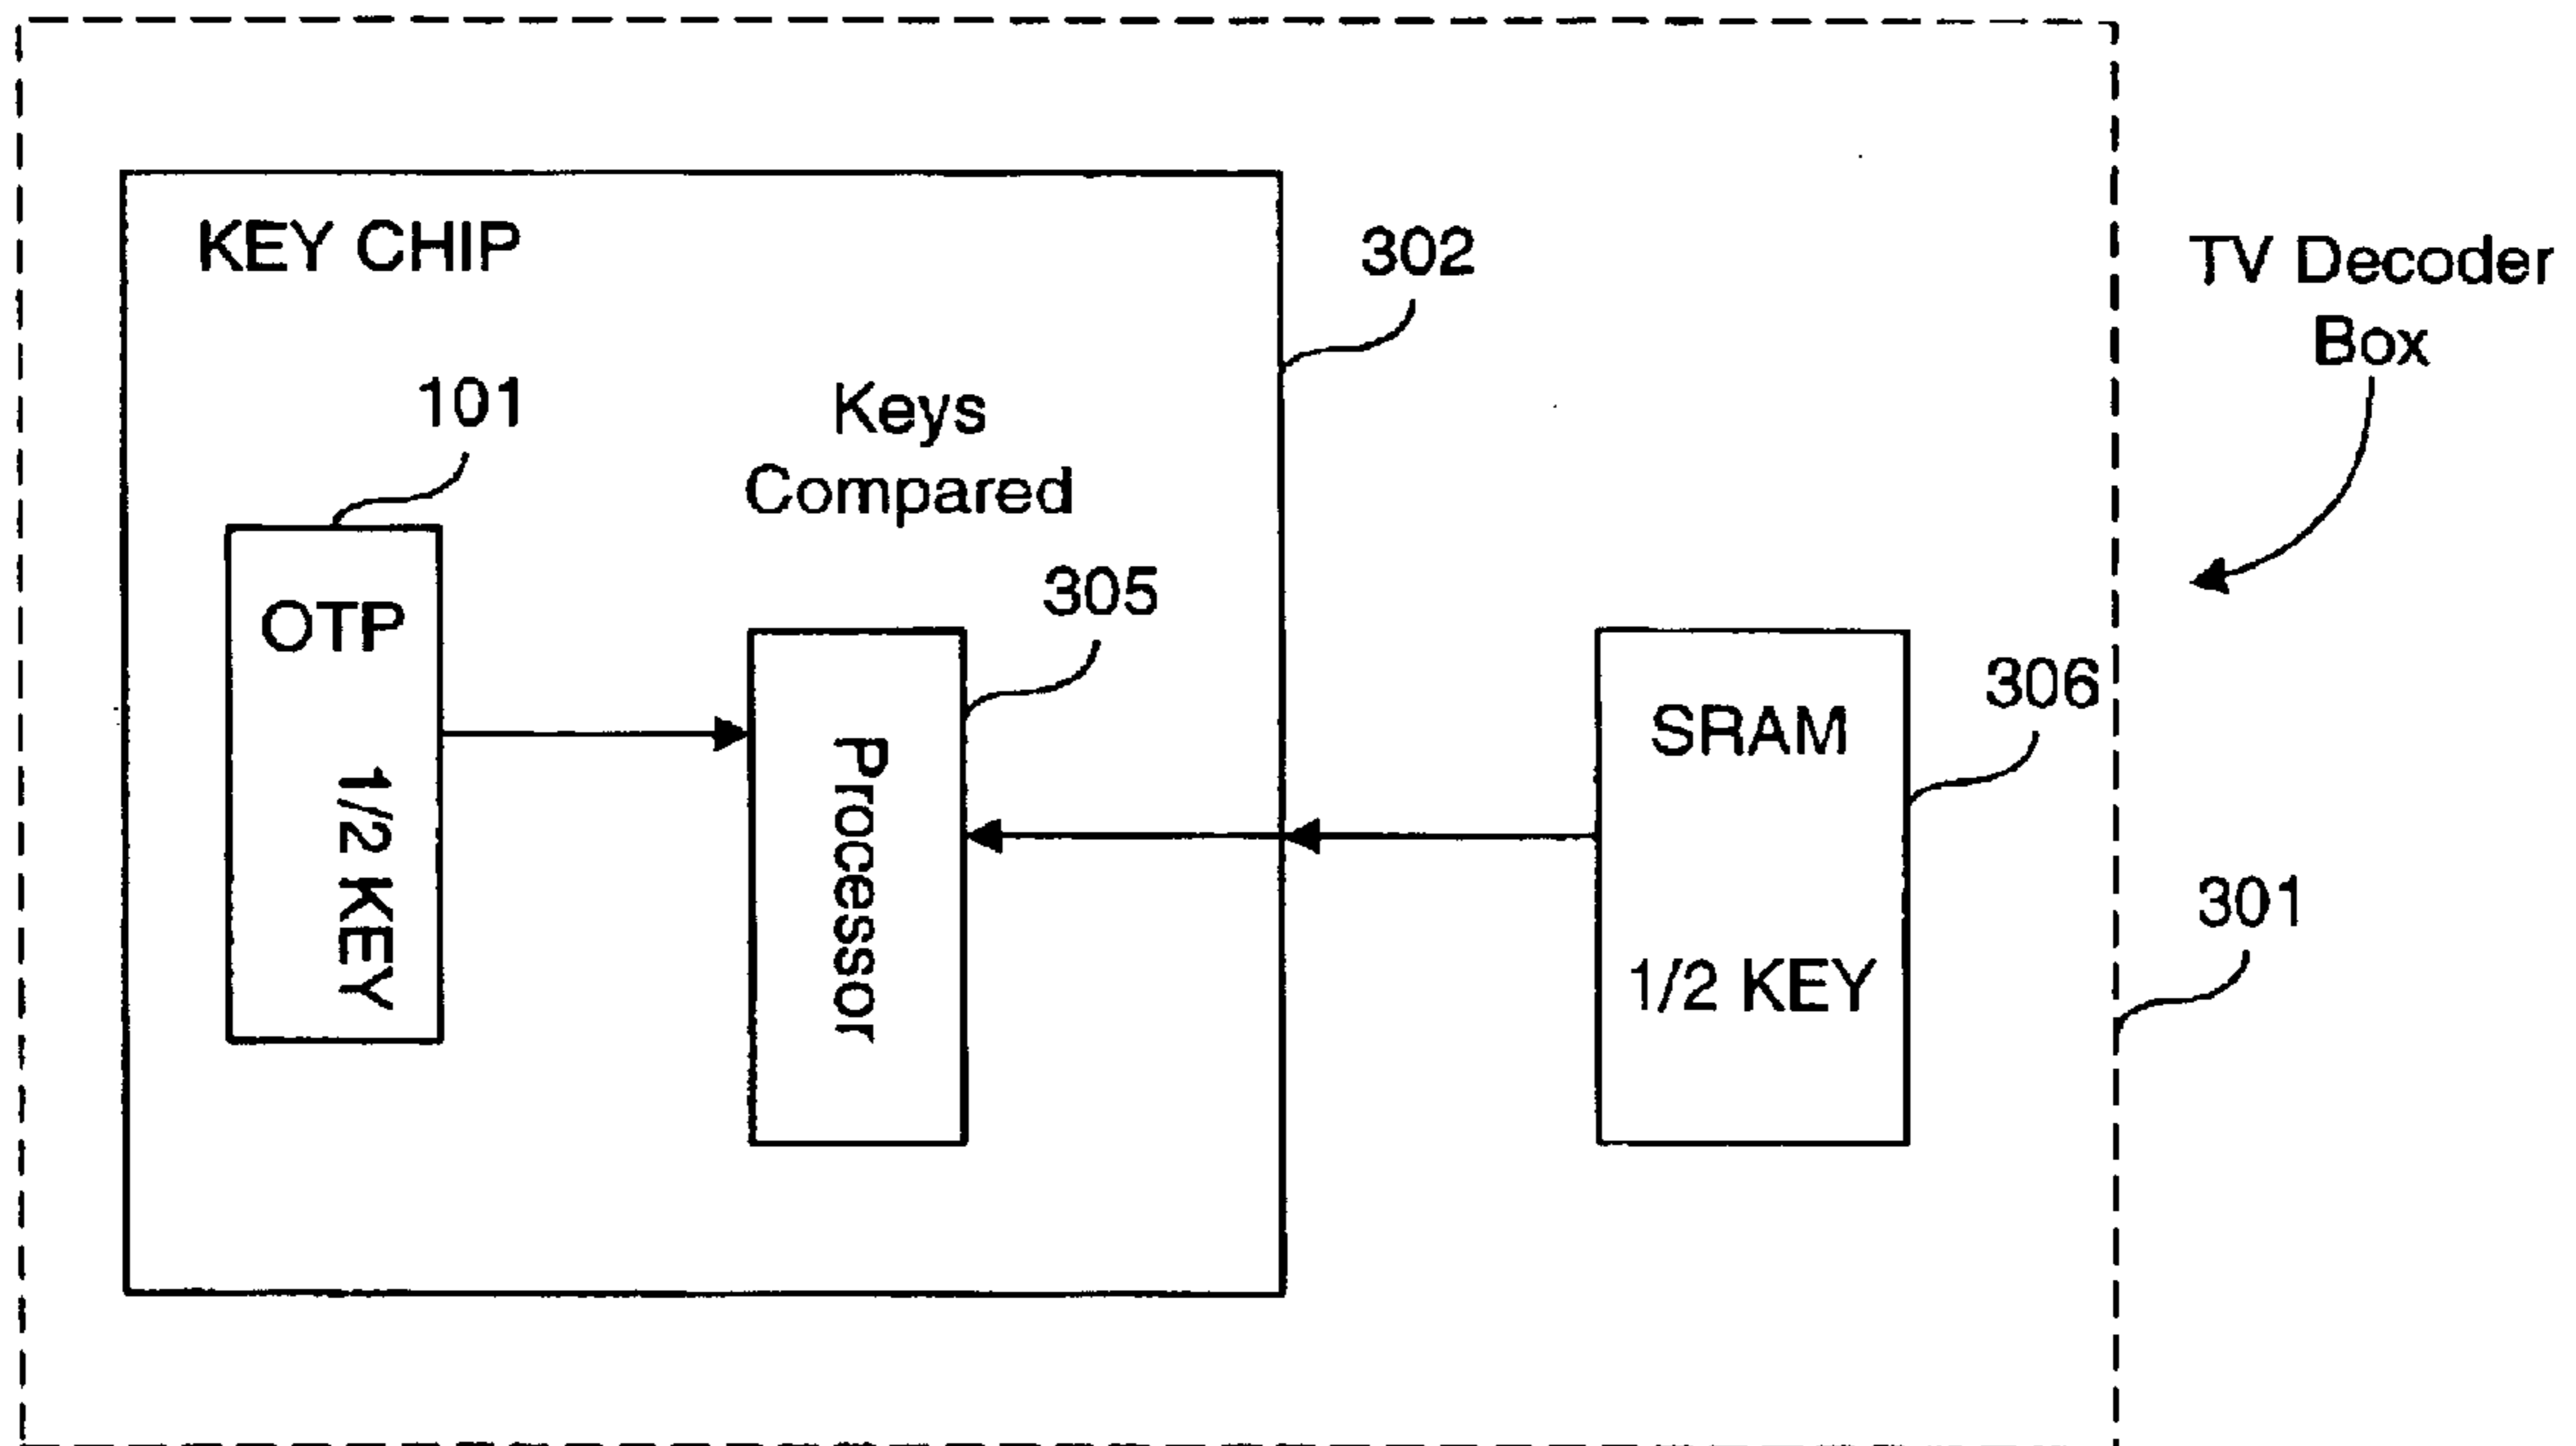 KEY CHIP
302
TV Decoder
Box
101
Keys
Compared
305
OTP
1/2 KEY
Processor
306
SRAM
1/2 KEY
301